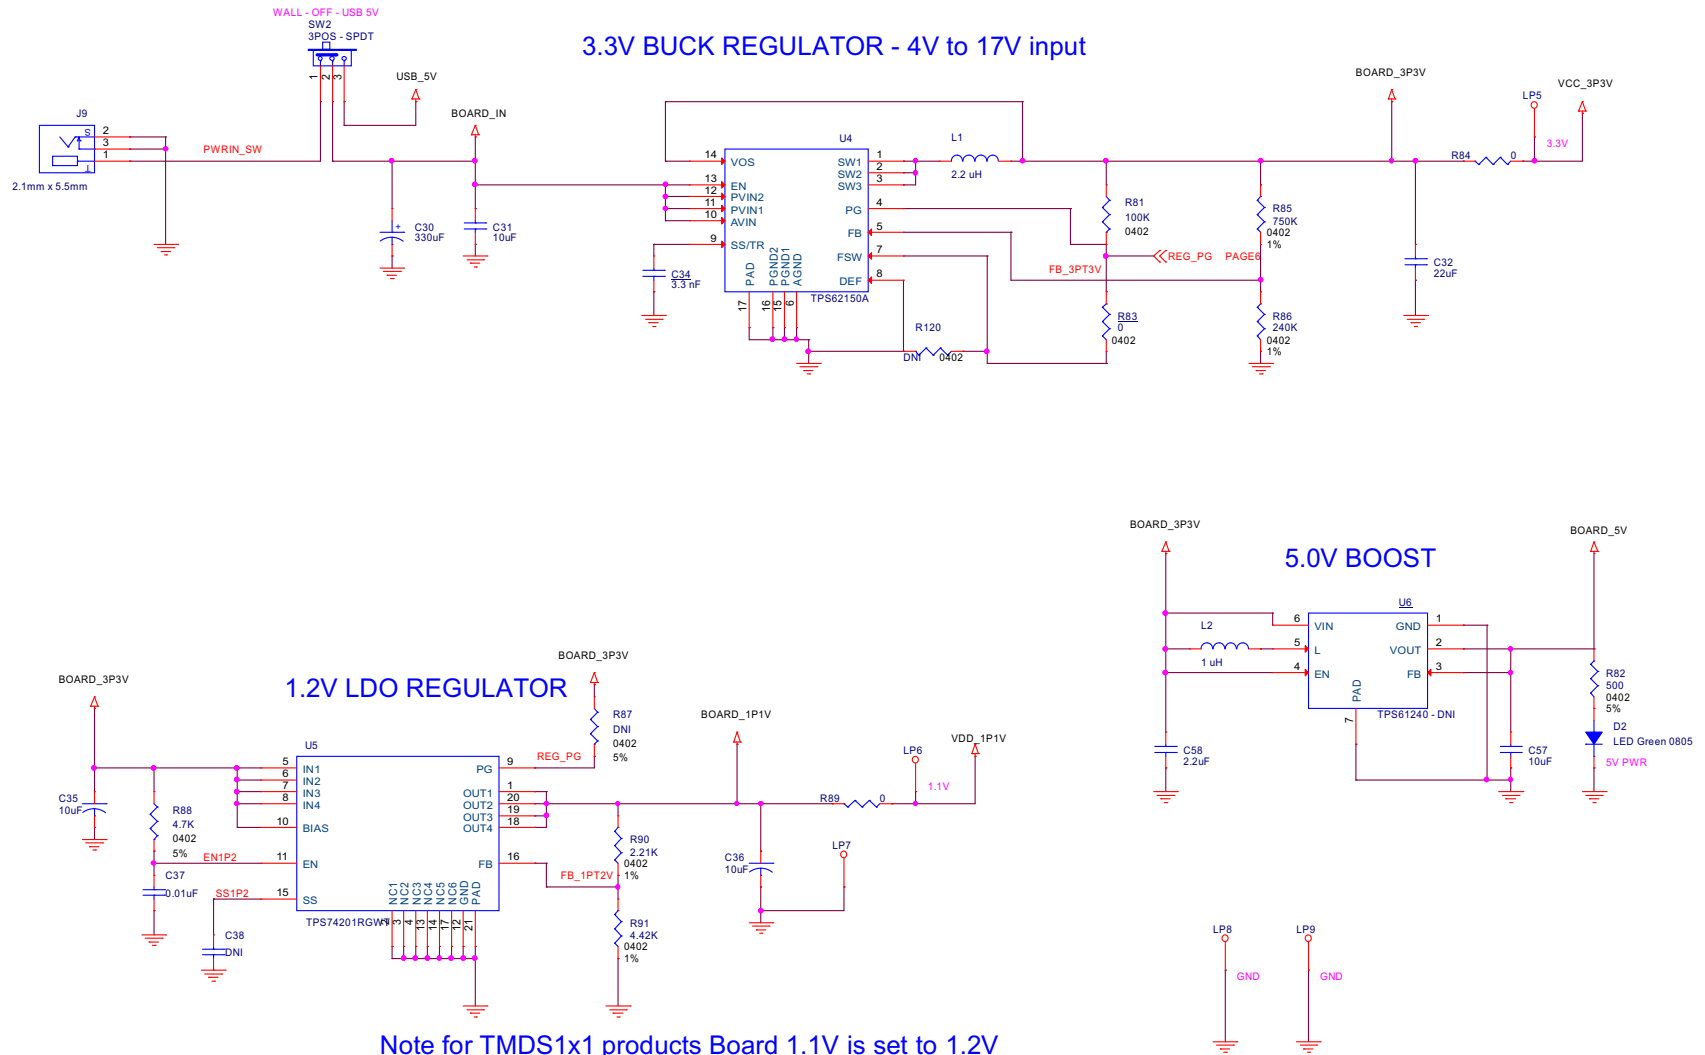 WALL - OFF - USB 5V
SW2
3POS - SPDT
1
2
3
USB_5V
BOARD_IN
J9
S
2
3
1
T
2.1mm x 5.5mm
PWRIN_SW
C30
330uF
+
C31
10uF
3.3V BUCK REGULATOR - 4V to 17V input
U4
14 VOS
13 EN
12 PVIN2
11 PVIN1
10 AVIN
9 SS/TR
SW1 1
SW2 2
SW3 3
PG 4
FB 5
FSW 7
DEF 8
PAD
PGND2
PGND1
AGND
17
16
15
6
TPS62150A
C34
3.3 nF
L1
2.2 uH
R120
DNI 0402
R81
100K
0402
REG_PG PAGE6
FB_3PT3V
R83
0
0402
R85
750K
0402
1%
R86
240K
0402
1%
BOARD_3P3V
C32
22uF
R84 0
LP5
3.3V
VCC_3P3V
1.2V LDO REGULATOR
BOARD_3P3V
C35
10uF
R88
4.7K
0402
5%
EN1P2
C37
0.01uF
SS1P2
C38
DNI
U5
5 IN1
6 IN2
7 IN3
8 IN4
10 BIAS
11 EN
15 SS
PG 9
OUT1 1
OUT2 20
OUT3 19
OUT4 18
FB 16
NC1
NC2
NC3
NC4
NC5
NC6
GND
PAD
2
3
4
13
14
17
12
21
TPS74201RGWT
BOARD_3P3V
R87
DNI
0402
5%
REG_PG
FB_1PT2V
R90
2.21K
0402
1%
R91
4.42K
0402
1%
BOARD_1P1V
C36
10uF
R89 0
LP6
1.1V
VDD_1P1V
LP7
5.0V BOOST
BOARD_3P3V
L2
1 uH
C58
2.2uF
U6
6 VIN
5 L
4 EN
GND 1
VOUT 2
FB 3
PAD
7
TPS61240 - DNI
BOARD_5V
C57
10uF
R82
500
0402
5%
D2
LED Green 0805
5V PWR
LP8
GND
LP9
GND
Note for TMDS1x1 products Board 1.1V is set to 1.2V